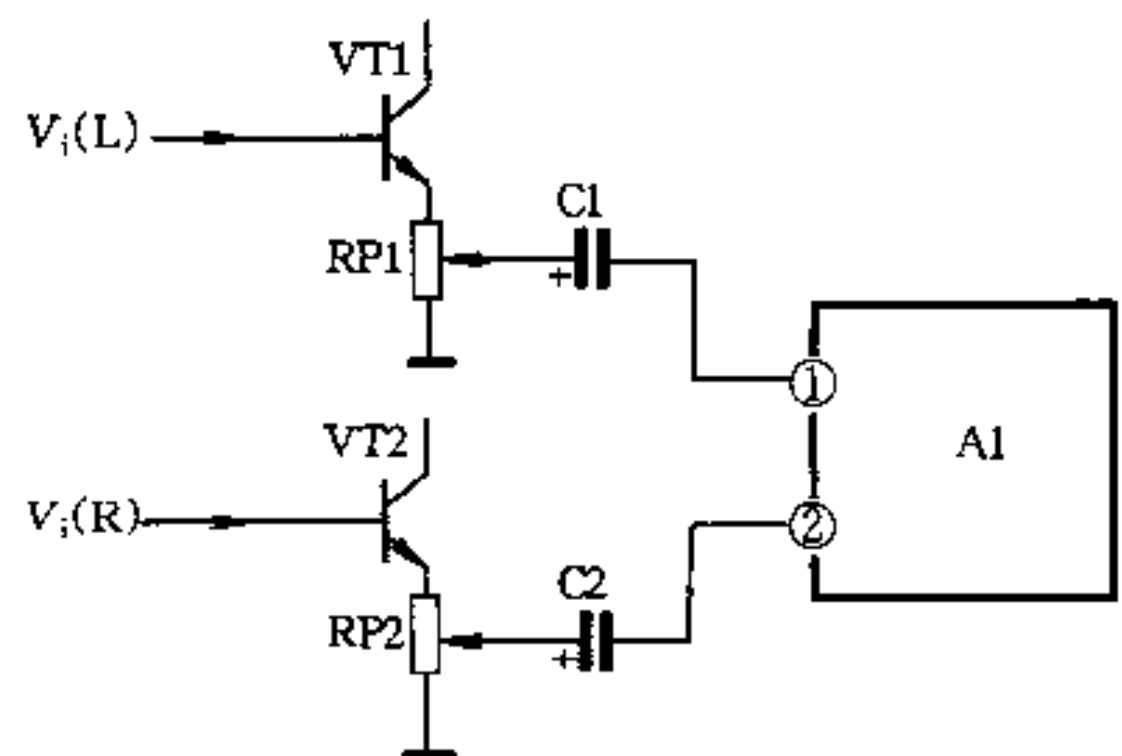 VT1
Vi(L)
C1
RP1
+
①
A1
VT2
Vi(R)
②
C2
RP2
+